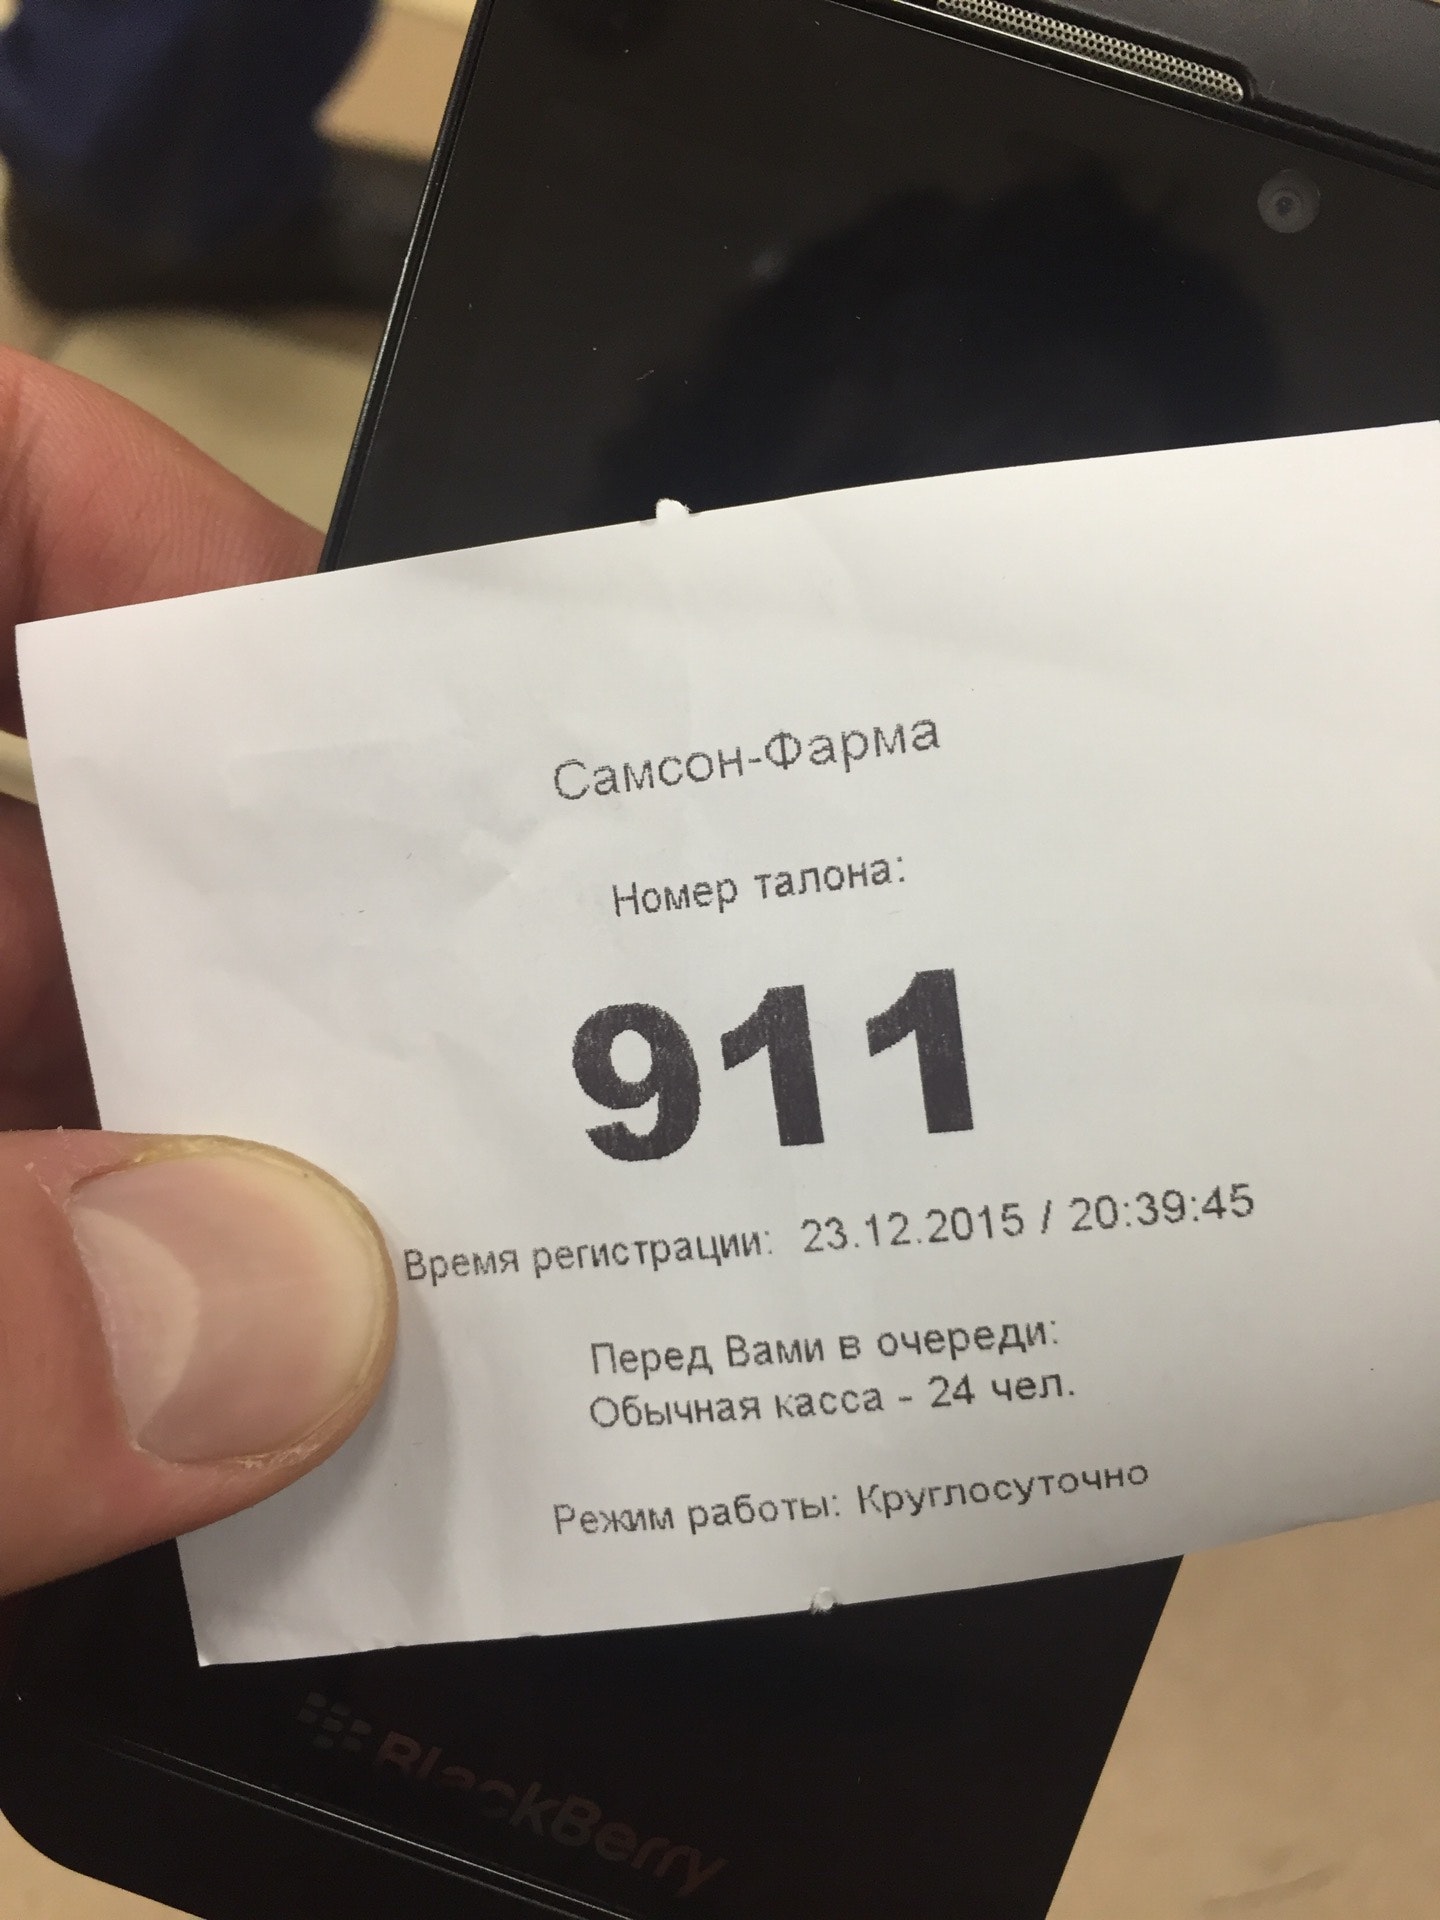 Самсон-Фарма
Номер талона:
911
Время регистрации: 23.12.2015 / 20:39:45
Перед Вами в очереди:
Обычная касса - 24 чел.
Режим работы: Круглосуточно
BlackBerry